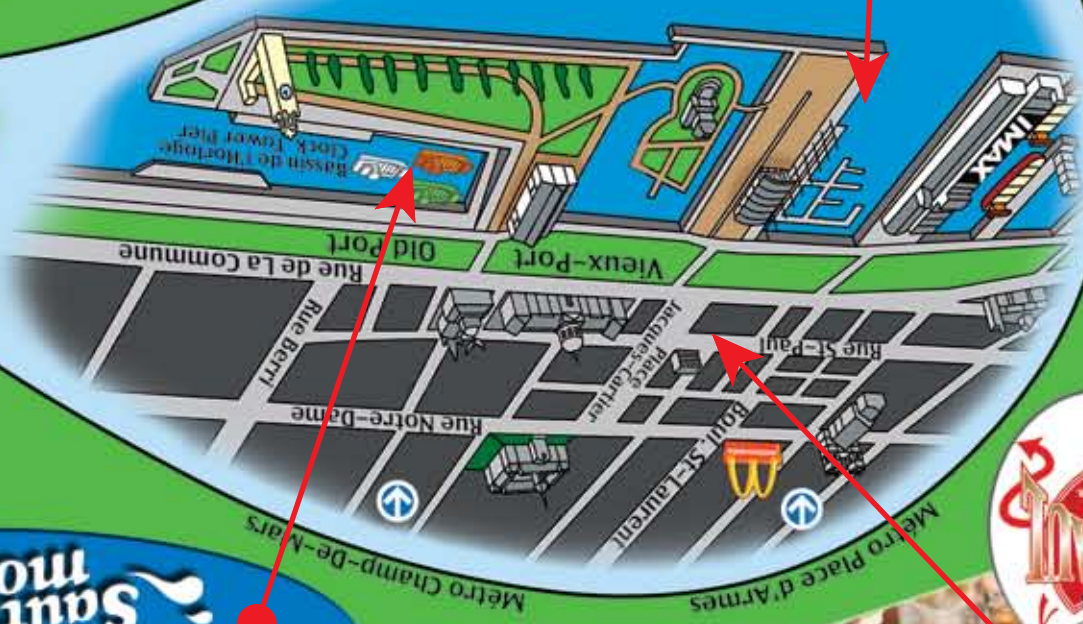 Bassin de l'Horloge
Clock Tower Pier
IMAX
Old Port
Vieux-Port
Rue de La Commune
Rue Berri
Place
Jacques-Cartier
Rue St-Paul
Rue Notre-Dame
Boul. St-Laurent
Métro Champ-De-Mars
Métro Place d'Armes
Saut